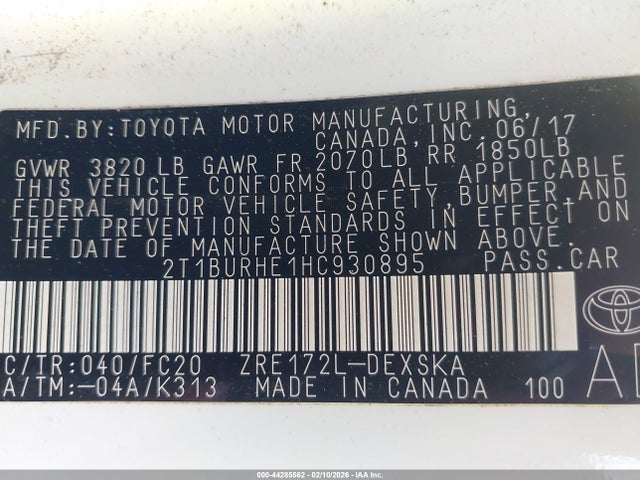 MFD. BY: TOYOTA MOTOR MANUFACTURING,
CANADA, INC. 06/17
GVWR 3820 LB GAWR FR 2070LB RR 1850LB
THIS VEHICLE CONFORMS TO ALL APPLICABLE
FEDERAL MOTOR VEHICLE SAFETY, BUMPER, AND
THEFT PREVENTION STANDARDS IN EFFECT ON
THE DATE OF MANUFACTURE SHOWN ABOVE.
2T1BURHE1HC930895 PASS.CAR
C/TR:040/FC20 ZRE172L-DEXSKA
A/TM:-04A/K313 MADE IN CANADA 100
000-44285562 - 02/10/2026 - IAA Inc.